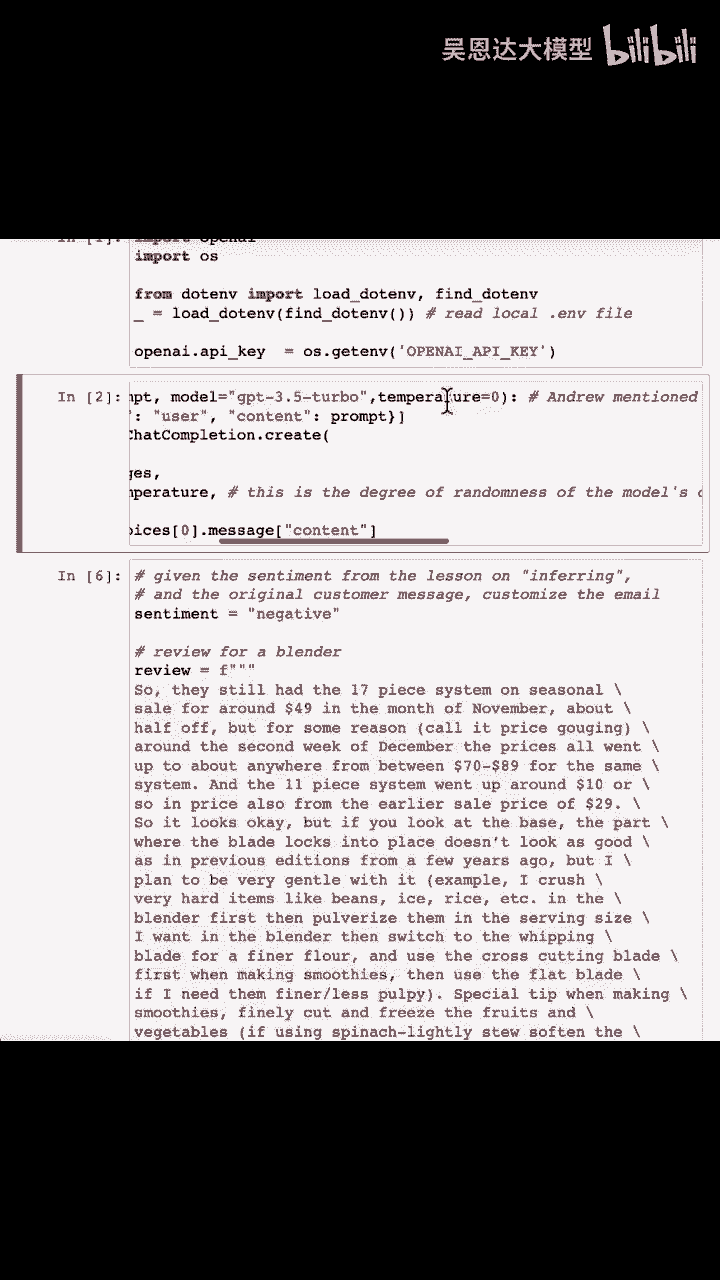 吴恩达大模型 bilibili
In [1]: import openai
import os
from dotenv import load_dotenv, find_dotenv
_ = load_dotenv(find_dotenv()) # read local .env file
openai.api_key  = os.getenv('OPENAI_API_KEY')
In [2]: mpt, model="gpt-3.5-turbo",temperature=0): # Andrew mentioned
": "user", "content": prompt}]
ChatCompletion.create(
ges,
mperature, # this is the degree of randomness of the model's
oices[0].message["content"]
In [6]: # given the sentiment from the lesson on "inferring",
# and the original customer message, customize the email
sentiment = "negative"
# review for a blender
review = f"""
So, they still had the 17 piece system on seasonal \
sale for around $49 in the month of November, about \
half off, but for some reason (call it price gouging) \
around the second week of December the prices all went \
up to about anywhere from between $70-$89 for the same \
system. And the 11 piece system went up around $10 or \
so in price also from the earlier sale price of $29. \
So it looks okay, but if you look at the base, the part \
where the blade locks into place doesn’t look as good \
as in previous editions from a few years ago, but I \
plan to be very gentle with it (example, I crush \
very hard items like beans, ice, rice, etc. in the \
blender first then pulverize them in the serving size \
I want in the blender then switch to the whipping \
blade for a finer flour, and use the cross cutting blade \
first when making smoothies, then use the flat blade \
if I need them finer/less pulpy). Special tip when making \
smoothies, finely cut and freeze the fruits and \
vegetables (if using spinach-lightly stew soften the \